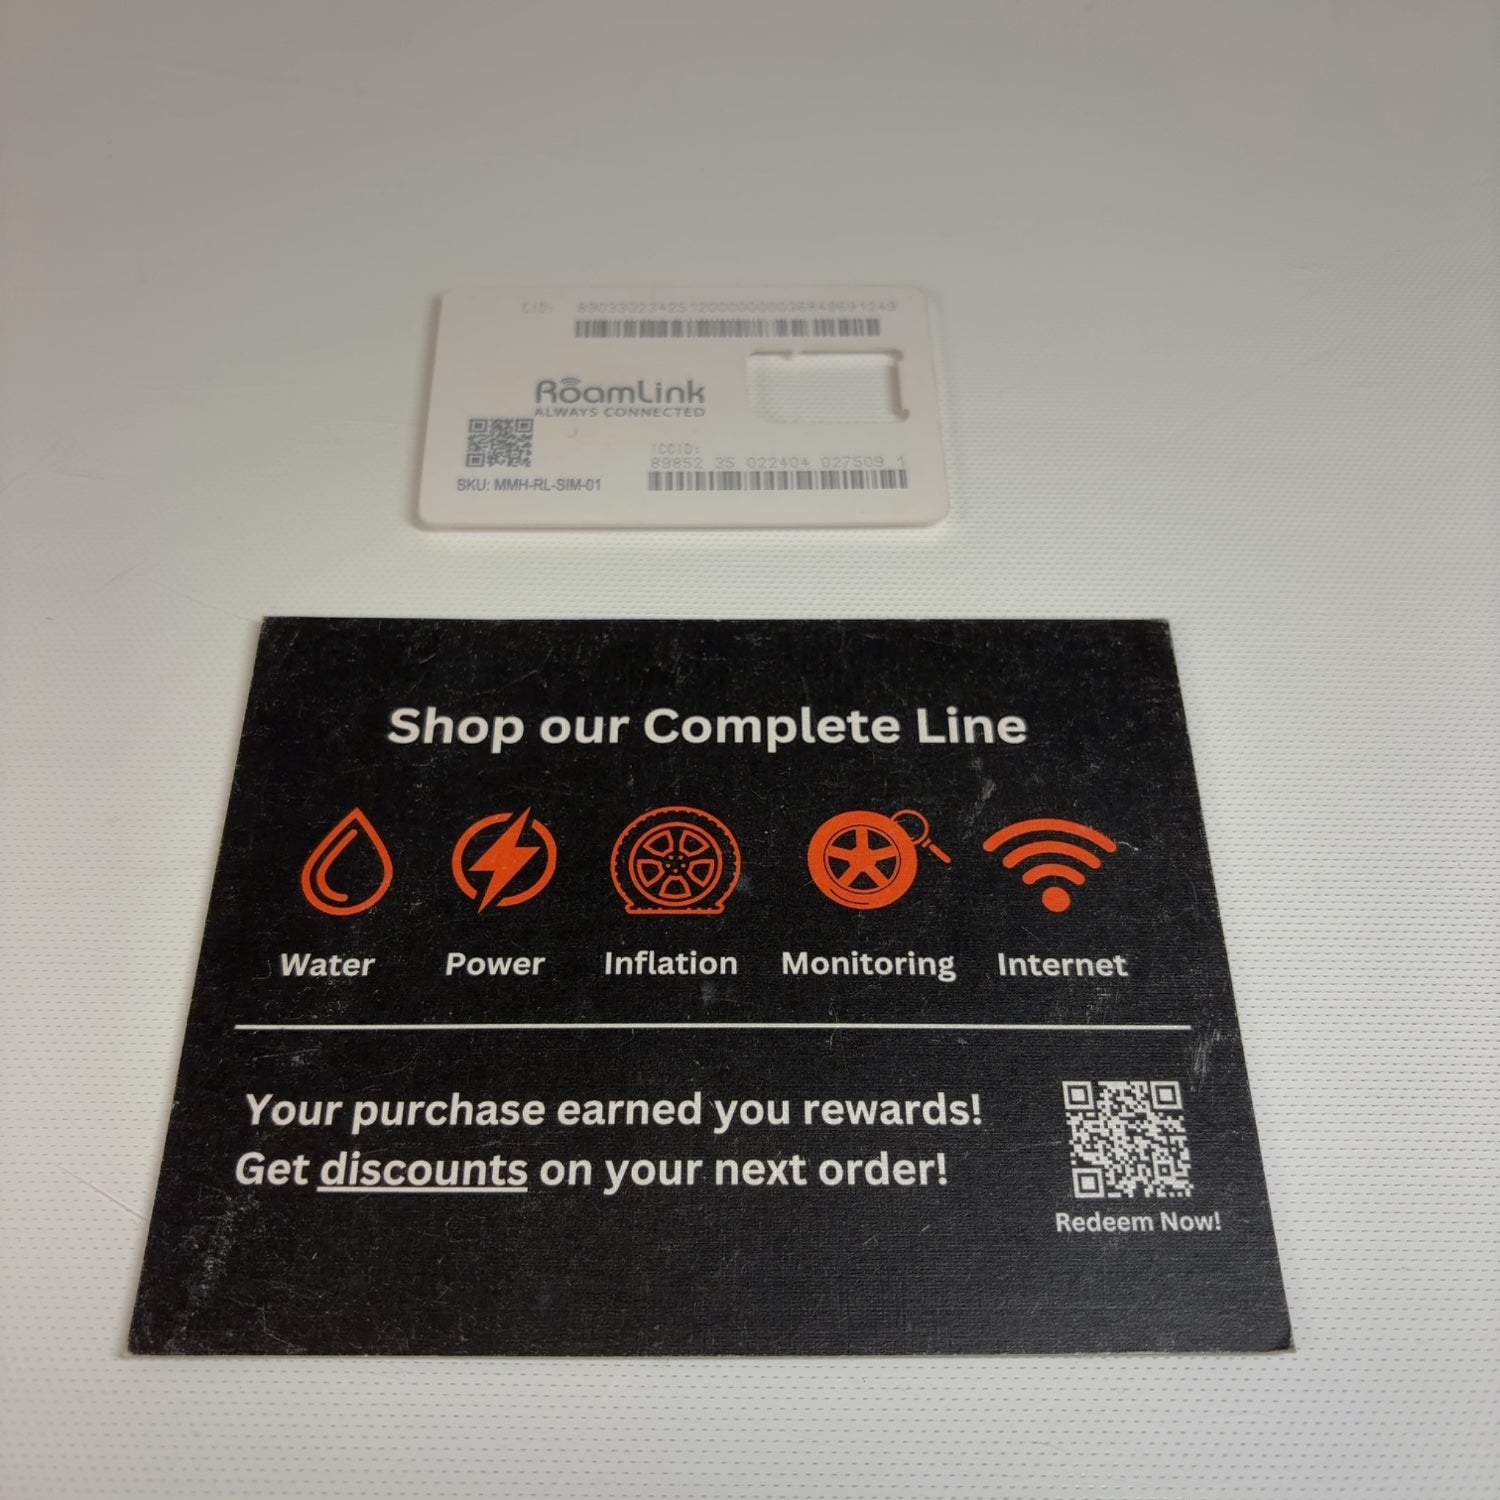 EID:
RoamLink
ALWAYS CONNECTED
ICCID:
89852 35 022404 027509 1
SKU: MMH-RL-SIM-01
Shop our Complete Line
Water Power Inflation Monitoring Internet
Your purchase earned you rewards!
Get discounts on your next order!
Redeem Now!